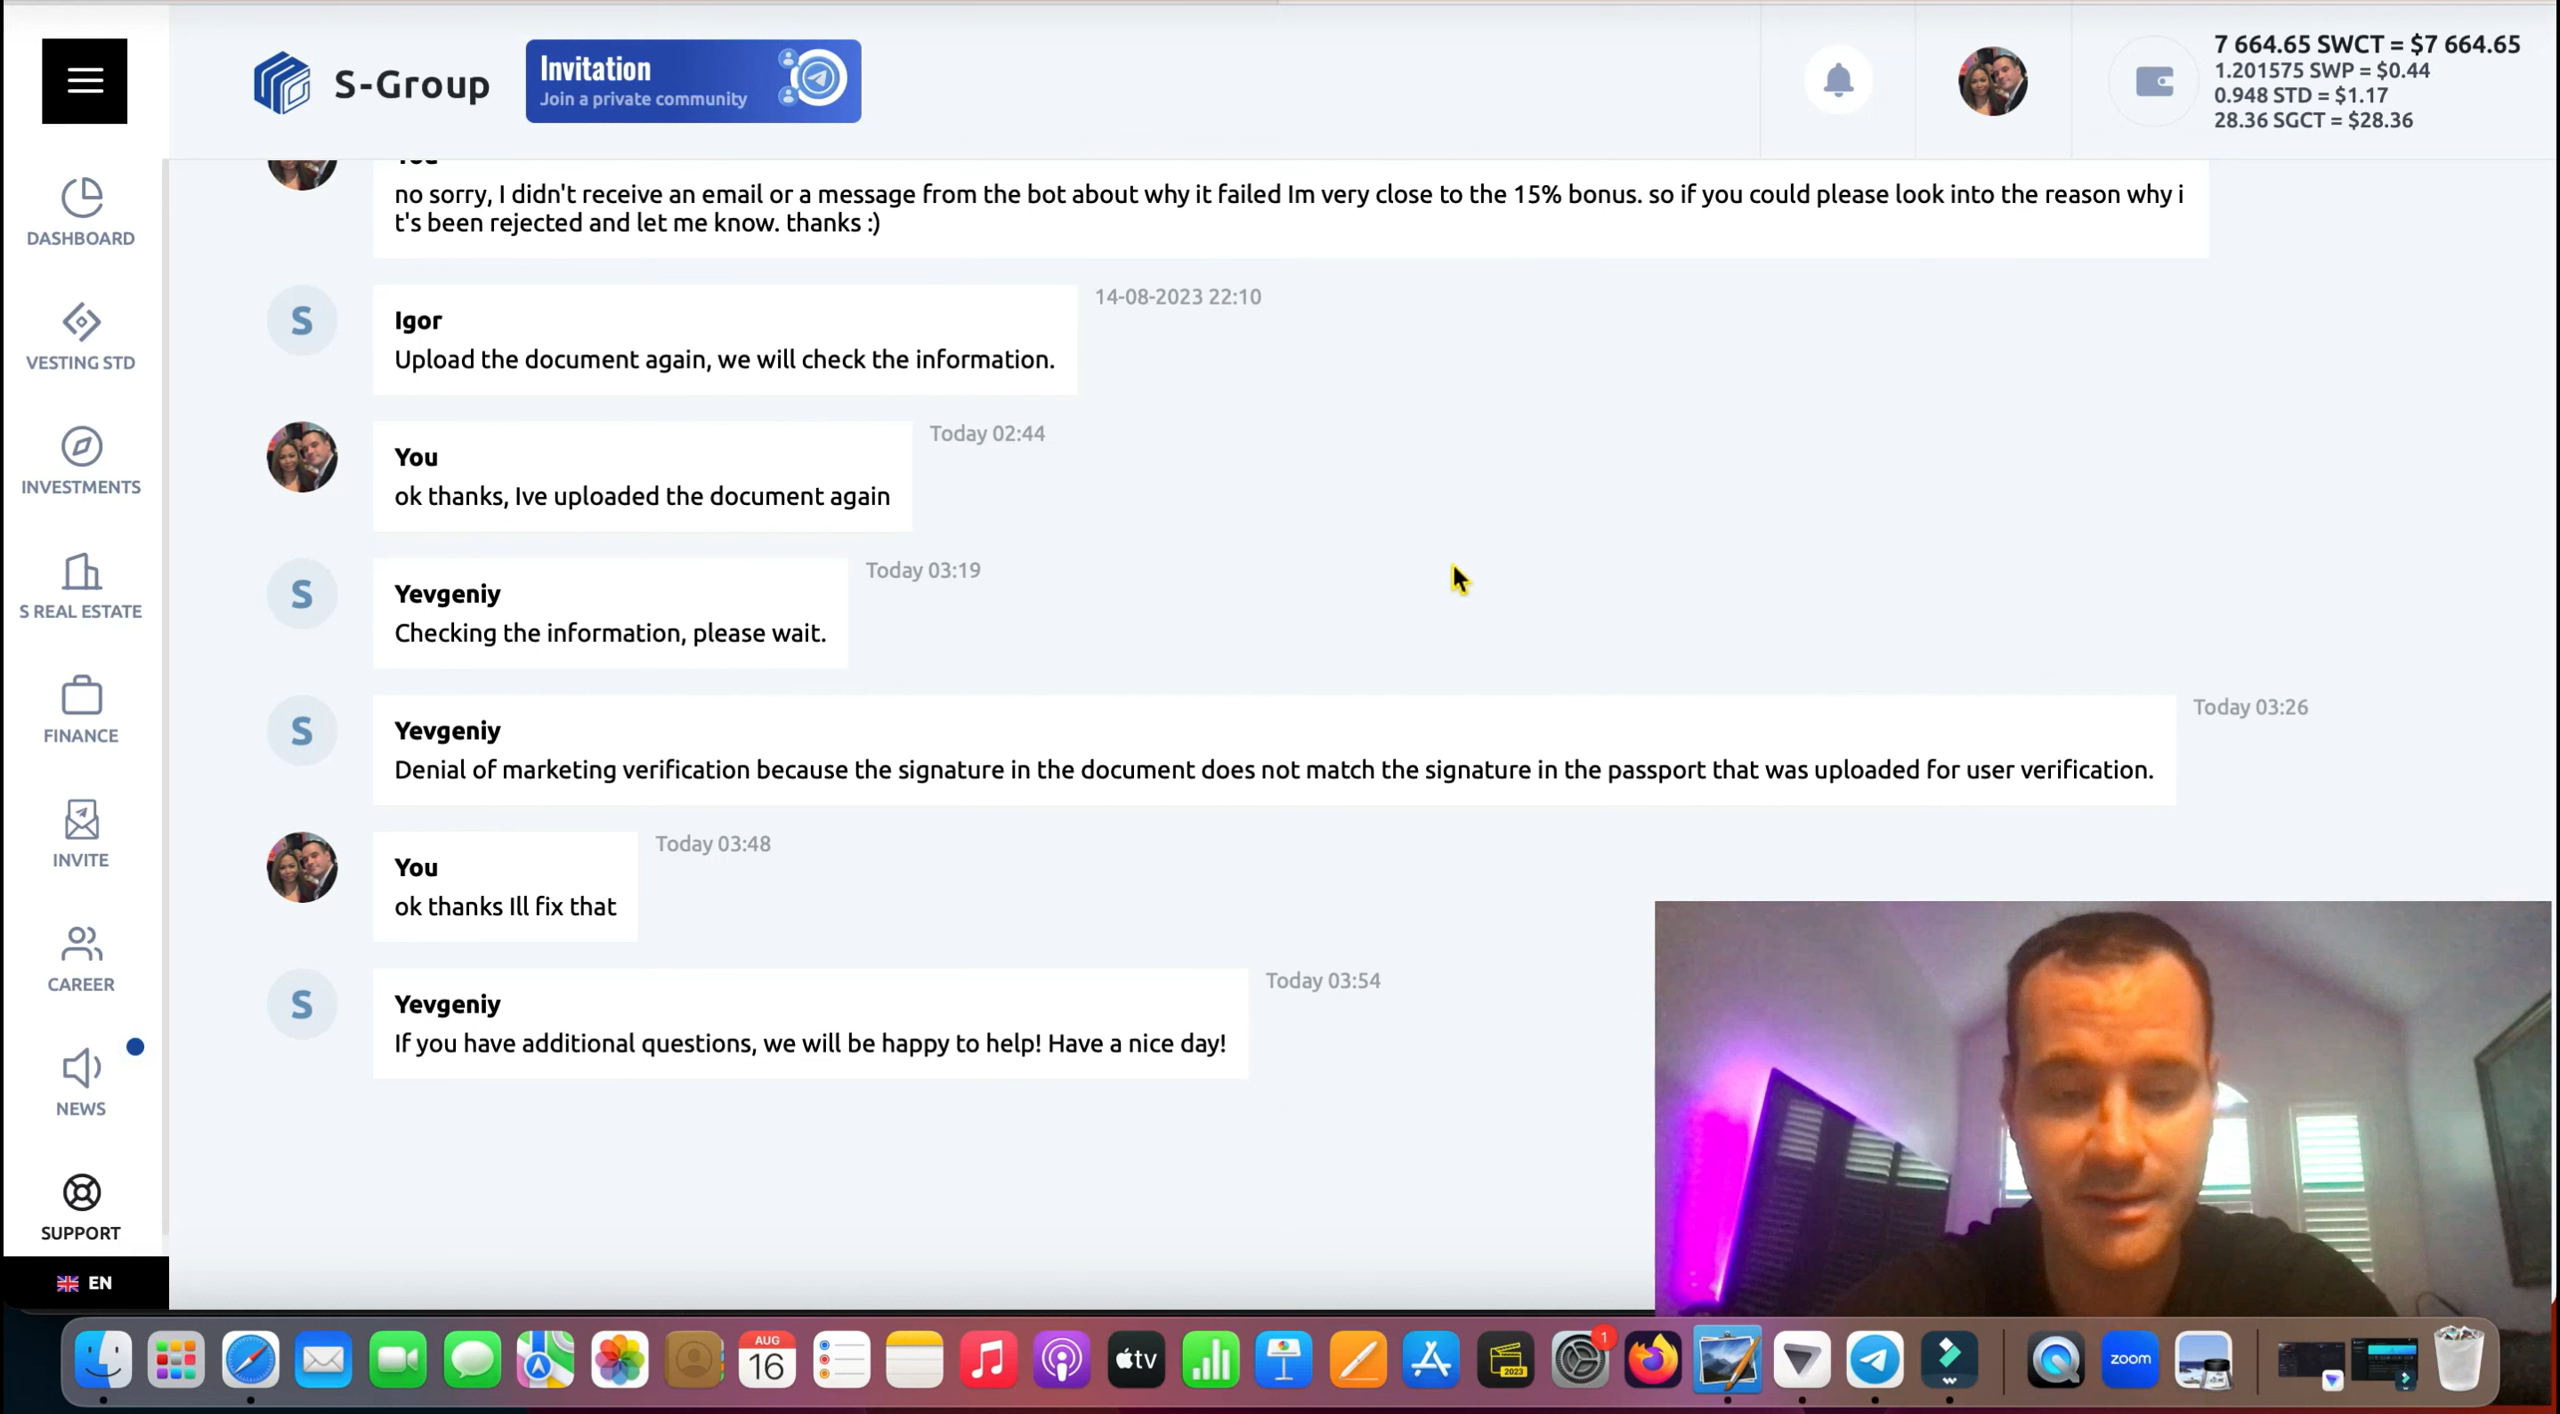 S-Group
Invitation
Join a private community
7 664.65 SWCT = $7 664.65
1.201575 SWP = $0.44
0.948 STD = $1.17
28.36 SGCT = $28.36
DASHBOARD
VESTING STD
INVESTMENTS
S REAL ESTATE
FINANCE
INVITE
CAREER
NEWS
SUPPORT
EN
You
no sorry, I didn't receive an email or a message from the bot about why it failed Im very close to the 15% bonus. so if you could please look into the reason why i
t's been rejected and let me know. thanks :)
S
Igor
14-08-2023 22:10
Upload the document again, we will check the information.
You
Today 02:44
ok thanks, Ive uploaded the document again
S
Yevgeniy
Today 03:19
Checking the information, please wait.
S
Yevgeniy
Today 03:26
Denial of marketing verification because the signature in the document does not match the signature in the passport that was uploaded for user verification.
You
Today 03:48
ok thanks Ill fix that
S
Yevgeniy
Today 03:54
If you have additional questions, we will be happy to help! Have a nice day!
AUG
16
tv
2023
1
zoom